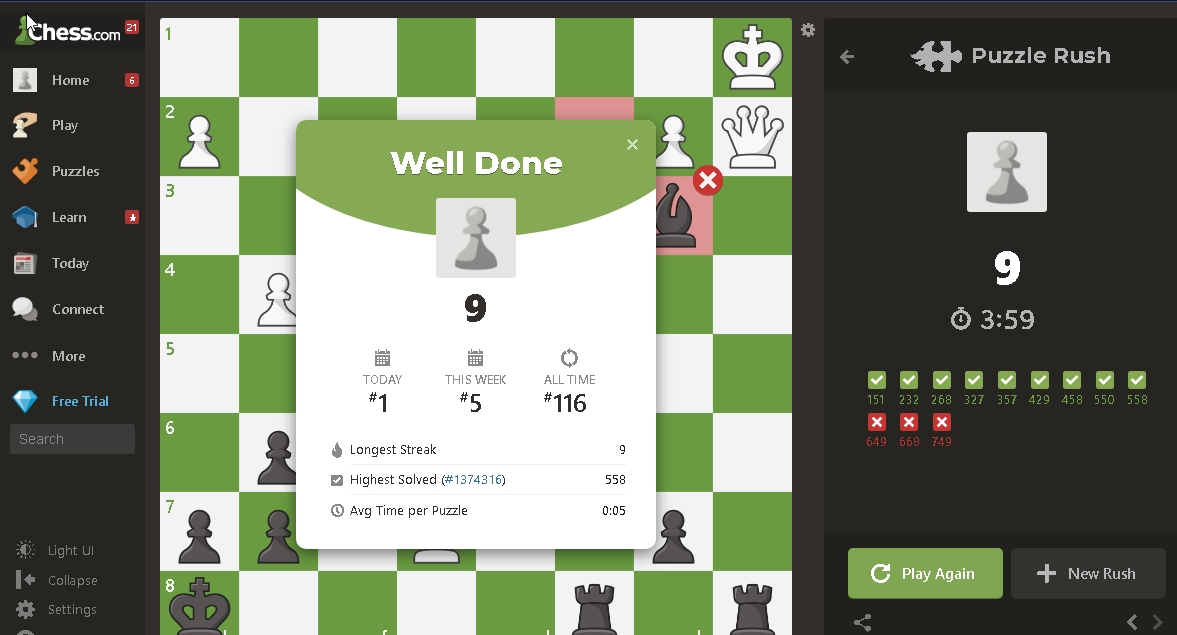 Chess.com 21
Home 6
Play
Puzzles
Learn
Today
Connect
More
Free Trial
Search
Light UI
Collapse
Settings
1
2
3
4
5
6
7
8
Well Done
9
TODAY
#1
THIS WEEK
#5
ALL TIME
#116
Longest Streak 9
Highest Solved (#1374316) 558
Avg Time per Puzzle 0:05
Puzzle Rush
9
3:59
151 232 268 327 357 429 458 550 558
649 668 749
Play Again
New Rush